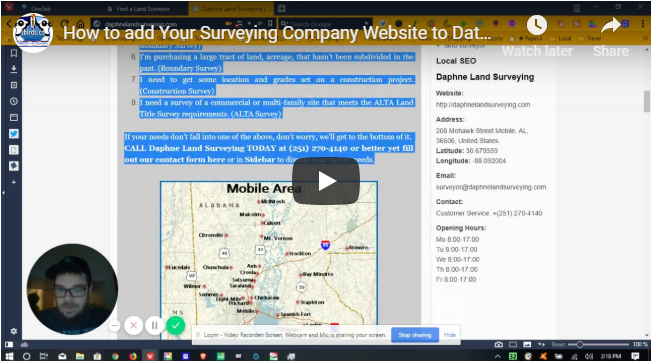 OneTab
Find a Land Surveyor
Daphne Land Surveying
daphnelandsurveying.com
Search
How to add Your Surveying Company Website to Dat...
Watch later
Share
Boundary Survey)
6. I'm purchasing a large tract of land, acreage, that hasn't been subdivided in the
past. (Boundary Survey)
7. I need to get some location and grades set on a construction project.
(Construction Survey)
8. I need a survey of a commercial or multi-family site that meets the ALTA Land
Title Survey requirements. (ALTA Survey)
If your needs don't fall into one of the above, don't worry, we'll get to the bottom of it.
CALL Daphne Land Surveying TODAY at (251) 270-4140 or better yet fill
out our contact form here or in Sidebar to
needs.
Mobile Area
ALABAMA
McIntosh
Malcolm
Calvert
Citronelle
Mt. Vernon
Stockton
Atmore
Lucedale
Chunchula
Axis
Creola
Bay Minette
Satsuma
Saraland
Wilmer
Semmes
Eight Mile
Chickasaw
Prichard
Stapleton
Mobile
Spanish Fort
MS
land surveyor
Local SEO
Daphne Land Surveying
Website:
http://daphnelandsurveying.com
Address:
208 Mohawk Street Mobile, AL,
36606, United States.
Latitude: 30.679359
Longitude: -88.092004
Email:
surveyor@daphnelandsurveying.com
Contact:
Customer Service: +(251) 270-4140
Opening Hours:
Mo 8:00-17:00
Tu 8:00-17:00
We 8:00-17:00
Th 8:00-17:00
Fr 8:00-17:00
Loom - Video Recorder: Screen, Webcam and Mic is sharing your screen.
Stop sharing
Hide
Reset
100 %
2:18 PM